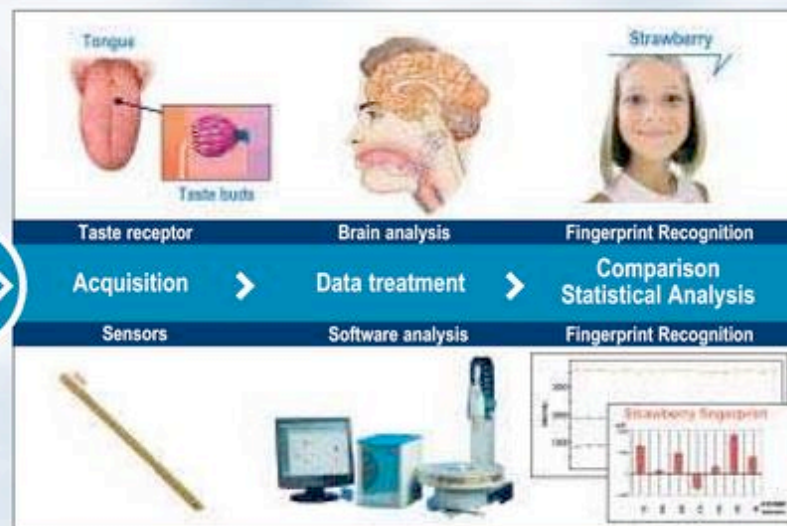 Tongue
Strawberry
Taste buds
Taste receptor
Brain analysis
Fingerprint Recognition
Acquisition
Data treatment
Comparison
Statistical Analysis
Sensors
Software analysis
Fingerprint Recognition
Strawberry fingerprint